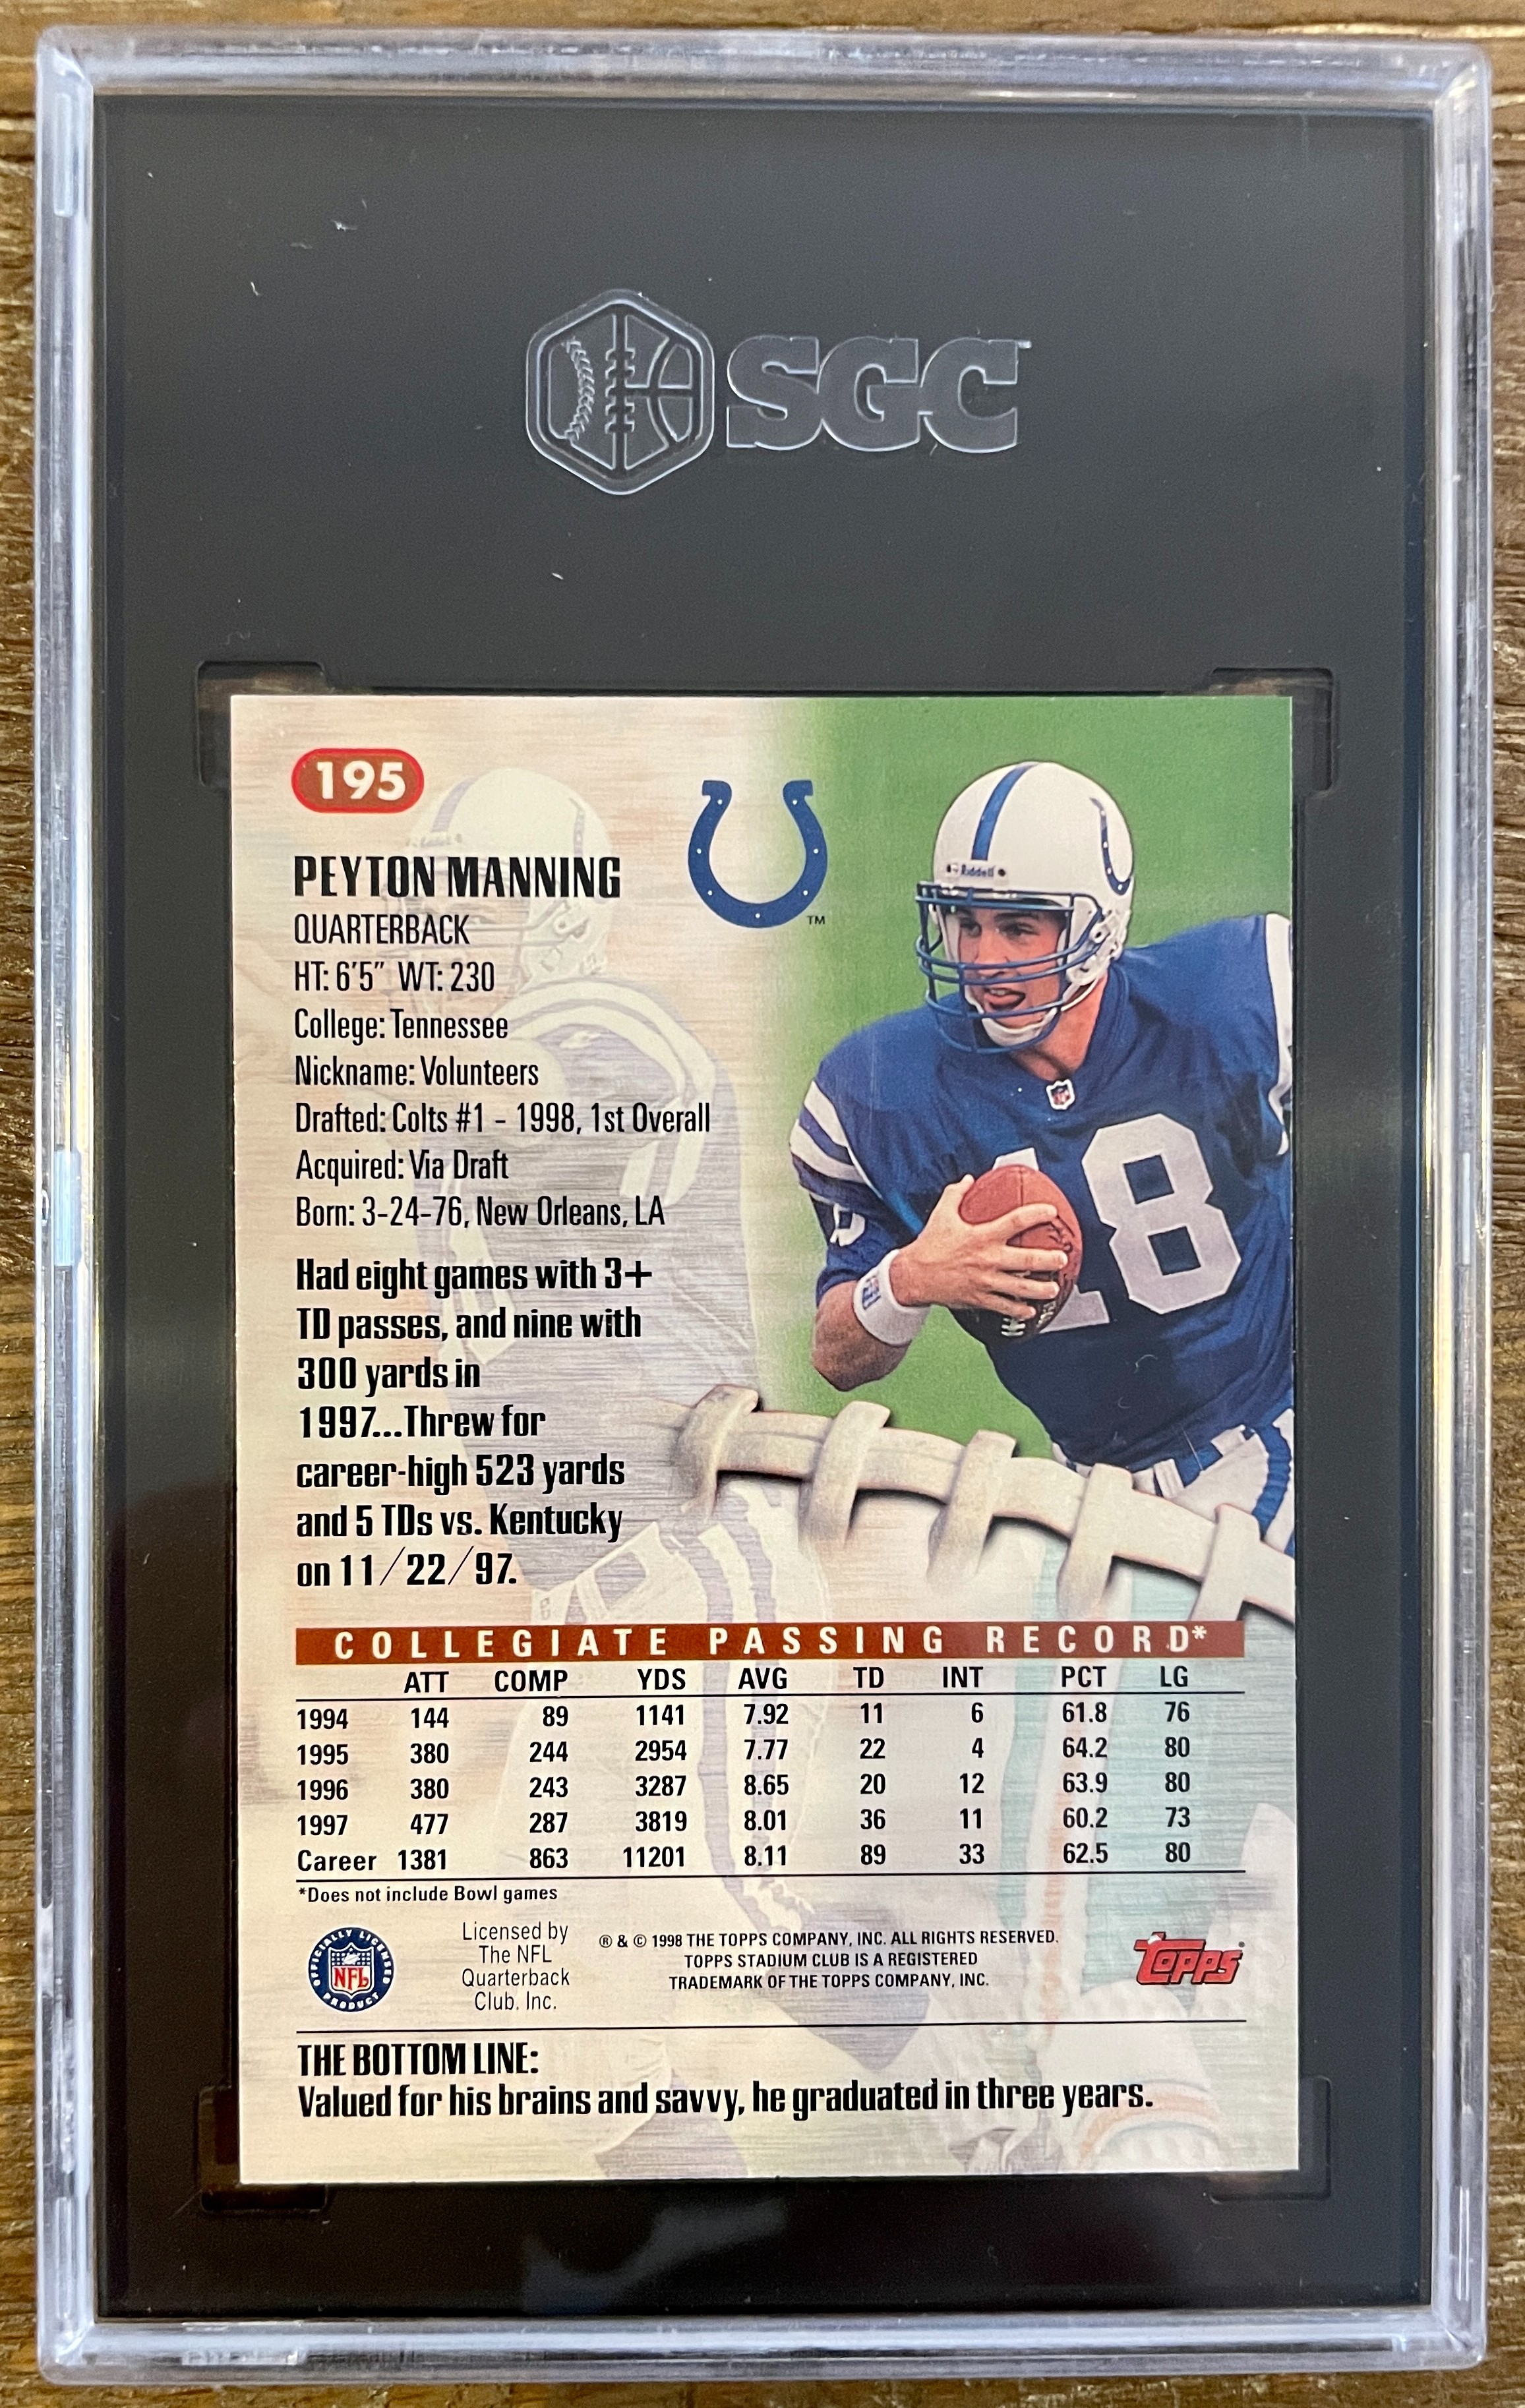 SGC
195
PEYTON MANNING
QUARTERBACK
HT: 6'5" WT: 230
College: Tennessee
Nickname: Volunteers
Drafted: Colts #1 - 1998, 1st Overall
Acquired: Via Draft
Born: 3-24-76, New Orleans, LA
TM
Riddell
18
Had eight games with 3+
TD passes, and nine with
300 yards in
1997...Threw for
career-high 523 yards
and 5 TDs vs. Kentucky
on 11/22/97.
COLLEGIATE PASSING RECORD*
ATT COMP YDS AVG TD INT PCT LG
1994 144 89 1141 7.92 11 6 61.8 76
1995 380 244 2954 7.77 22 4 64.2 80
1996 380 243 3287 8.65 20 12 63.9 80
1997 477 287 3819 8.01 36 11 60.2 73
Career 1381 863 11201 8.11 89 33 62.5 80
*Does not include Bowl games
OFFICIALLY LICENSED
NFL
PRODUCT
Licensed by
The NFL
Quarterback
Club, Inc.
® & © 1998 THE TOPPS COMPANY, INC. ALL RIGHTS RESERVED.
TOPPS STADIUM CLUB IS A REGISTERED
TRADEMARK OF THE TOPPS COMPANY, INC.
TOPPS®
THE BOTTOM LINE:
Valued for his brains and savvy, he graduated in three years.